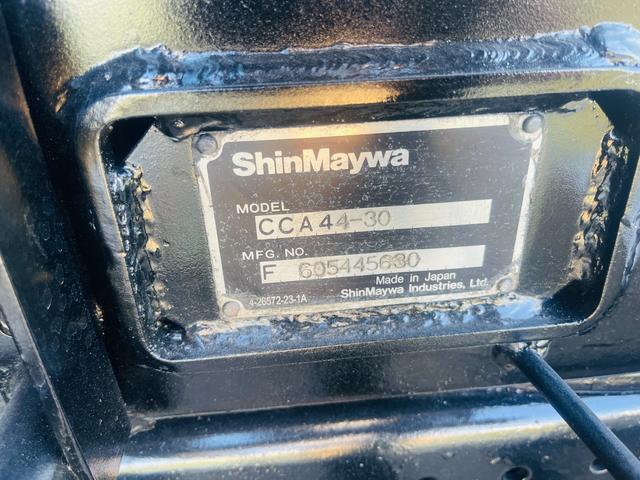 ShinMaywa
MODEL
CCA44-30
MFG. NO.
F 605445630
Made in Japan
4-26572-23-1A
ShinMaywa Industries, Ltd.